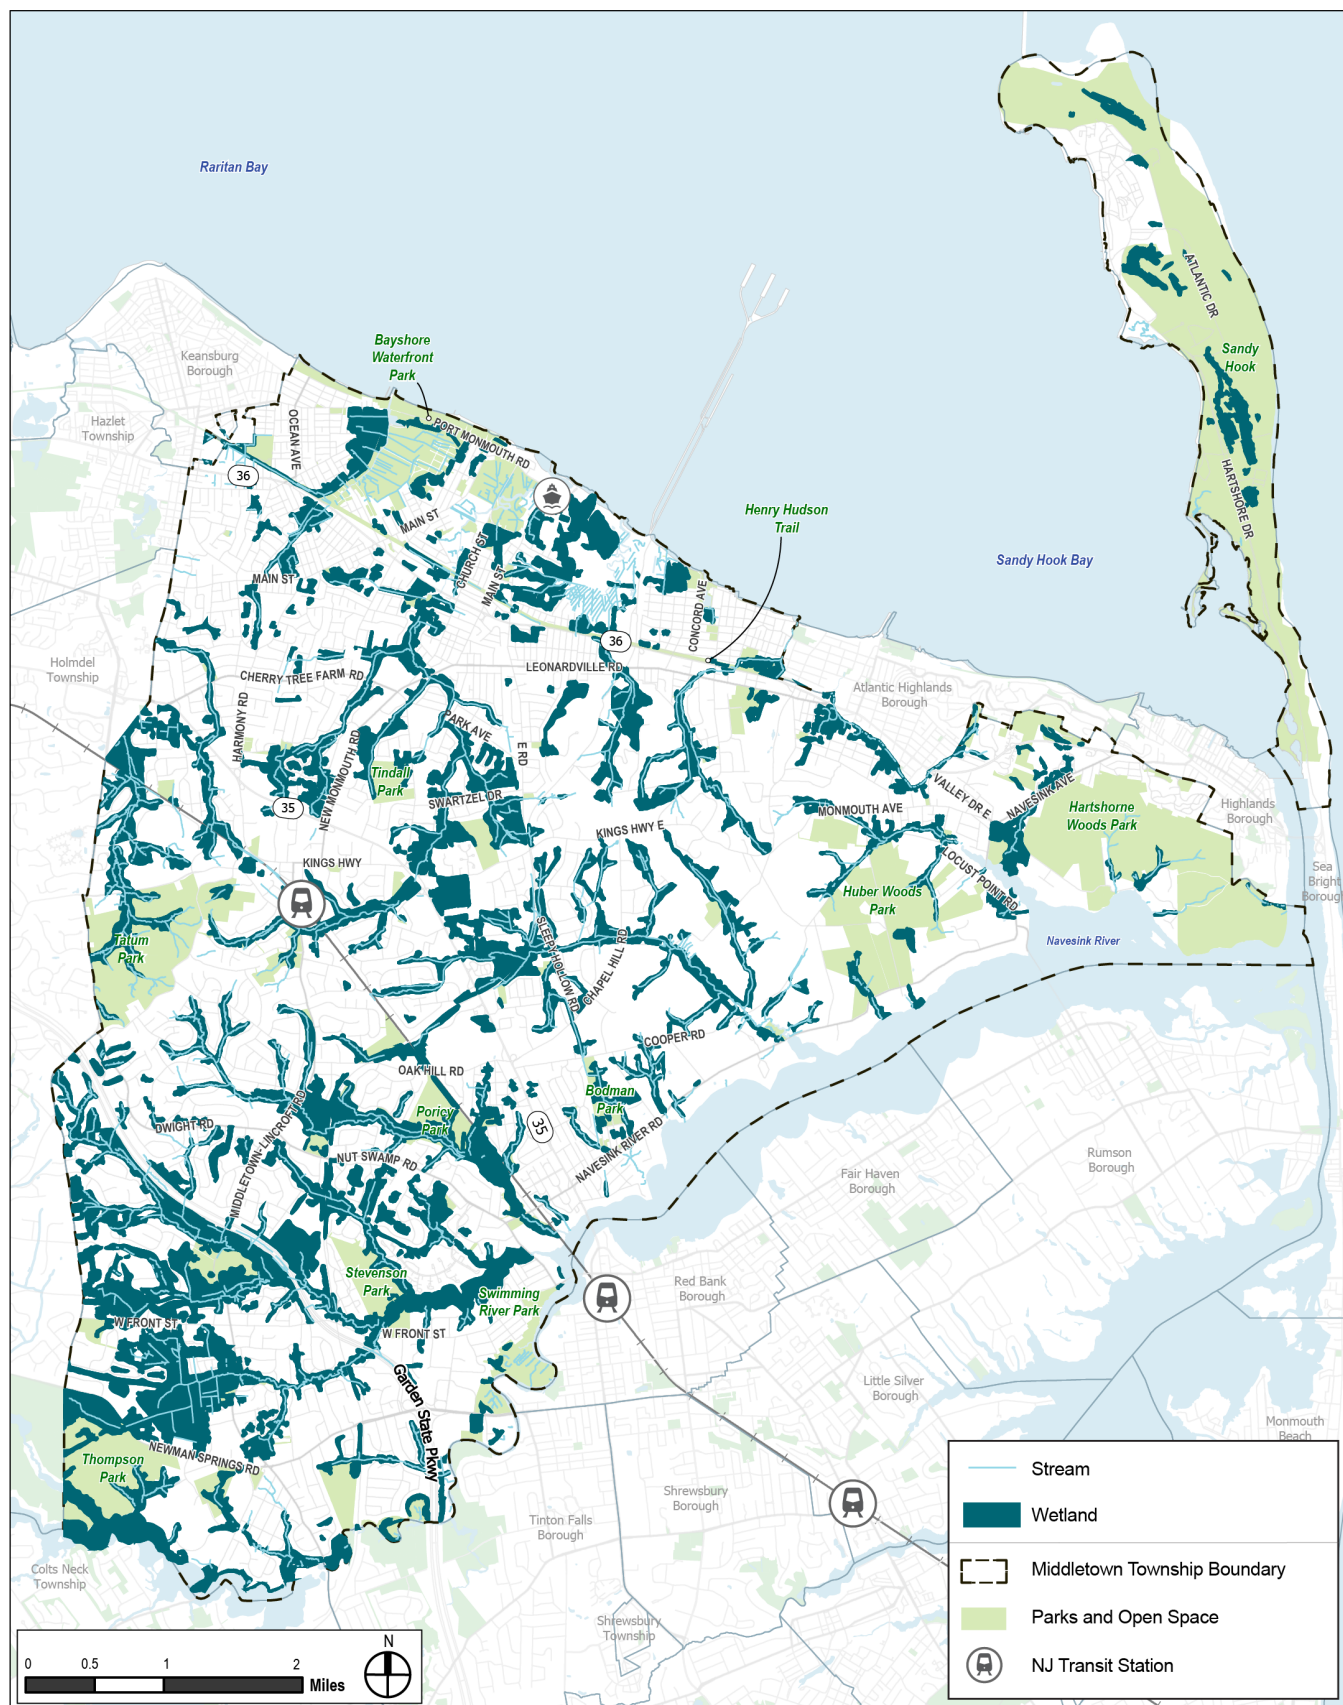 Raritan Bay
Keansburg
Borough
Bayshore
Waterfront
Park
Hazlet
Township
OCEAN AVE
PORT MONMOUTH RD
36
MAIN ST
CHURCH ST
MAIN ST
MAIN ST
Henry Hudson
Trail
Sandy Hook Bay
ATLANTIC DR
Sandy
Hook
HARTSHORE DR
CONCORD AVE
36
LEONARDVILLE RD
Holmdel
Township
CHERRY TREE FARM RD
HARMONY RD
NEW MONMOUTH RD
PARK AVE
E RD
Atlantic Highlands
Borough
Tindall
Park
SWARTZEL DR
35
KINGS HWY E
MONMOUTH AVE
VALLEY DR E
NAVESINK AVE
Hartshorne
Woods Park
Highlands
Borough
KINGS HWY
LOCUST POINT RD
Huber Woods
Park
Sea
Bright
Borough
Tatum
Park
SLEEPY HOLLOW RD
CHAPEL HILL RD
Navesink River
COOPER RD
OAK HILL RD
Bodman
Park
Poricy
Park
35
DWIGHT RD
MIDDLETOWN-LINCROFT RD
NUT SWAMP RD
NAVESINK RIVER RD
Fair Haven
Borough
Rumson
Borough
Stevenson
Park
Swimming
River Park
Red Bank
Borough
W FRONT ST
W FRONT ST
Garden State Pkwy
Little Silver
Borough
Monmouth
Beach
Thompson
Park
NEWMAN SPRINGS RD
Shrewsbury
Borough
Tinton Falls
Borough
Colts Neck
Township
Shrewsbury
Township
Stream
Wetland
Middletown Township Boundary
Parks and Open Space
NJ Transit Station
N
0 0.5 1 2
Miles